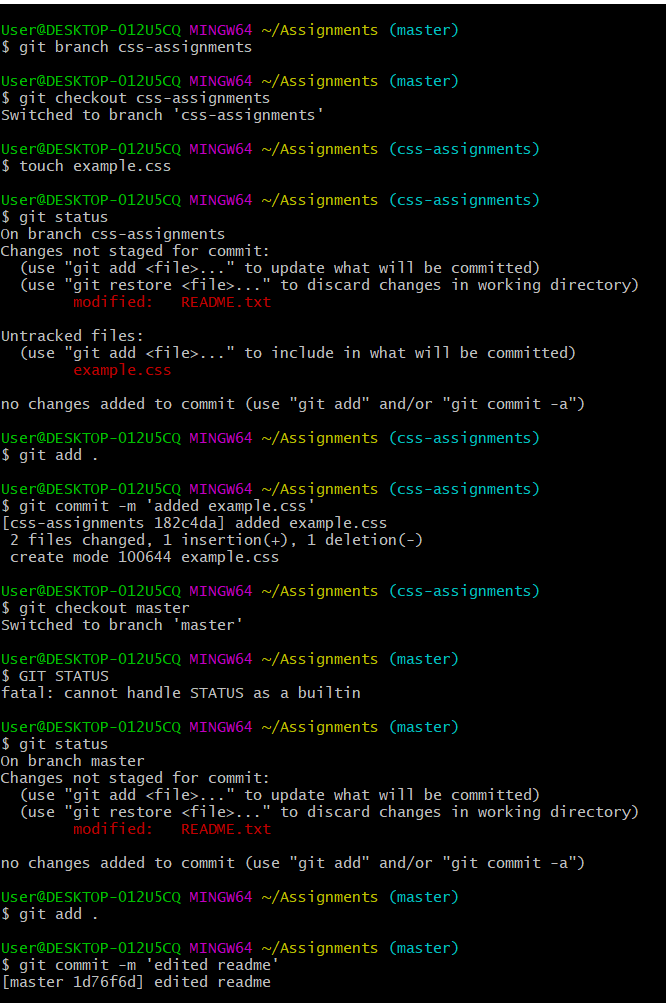 User@DESKTOP-012U5CQ MINGW64 ~/Assignments (master)
$ git branch css-assignments
User@DESKTOP-012U5CQ MINGW64 ~/Assignments (master)
$ git checkout css-assignments
Switched to branch 'css-assignments'
User@DESKTOP-012U5CQ MINGW64 ~/Assignments (css-assignments)
$ touch example.css
User@DESKTOP-012U5CQ MINGW64 ~/Assignments (css-assignments)
$ git status
On branch css-assignments
Changes not staged for commit:
  (use "git add <file>..." to update what will be committed)
  (use "git restore <file>..." to discard changes in working directory)
        modified:   README.txt
Untracked files:
  (use "git add <file>..." to include in what will be committed)
        example.css
no changes added to commit (use "git add" and/or "git commit -a")
User@DESKTOP-012U5CQ MINGW64 ~/Assignments (css-assignments)
$ git add .
User@DESKTOP-012U5CQ MINGW64 ~/Assignments (css-assignments)
$ git commit -m 'added example.css'
[css-assignments 182c4da] added example.css
 2 files changed, 1 insertion(+), 1 deletion(-)
 create mode 100644 example.css
User@DESKTOP-012U5CQ MINGW64 ~/Assignments (css-assignments)
$ git checkout master
Switched to branch 'master'
User@DESKTOP-012U5CQ MINGW64 ~/Assignments (master)
$ GIT STATUS
fatal: cannot handle STATUS as a builtin
User@DESKTOP-012U5CQ MINGW64 ~/Assignments (master)
$ git status
On branch master
Changes not staged for commit:
  (use "git add <file>..." to update what will be committed)
  (use "git restore <file>..." to discard changes in working directory)
        modified:   README.txt
no changes added to commit (use "git add" and/or "git commit -a")
User@DESKTOP-012U5CQ MINGW64 ~/Assignments (master)
$ git add .
User@DESKTOP-012U5CQ MINGW64 ~/Assignments (master)
$ git commit -m 'edited readme'
[master 1d76f6d] edited readme